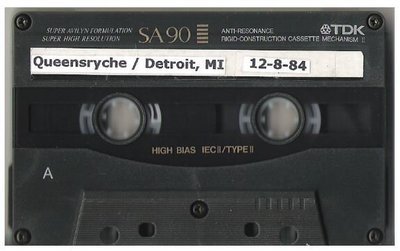 SUPER AVILYN FORMULATION
SUPER HIGH RESOLUTION
SA90
ANTI-RESONANCE
RIGID-CONSTRUCTION CASSETTE MECHANISM II
TDK
Queensryche / Detroit, MI 12-8-84
HIGH BIAS IEC II/TYPE II
A